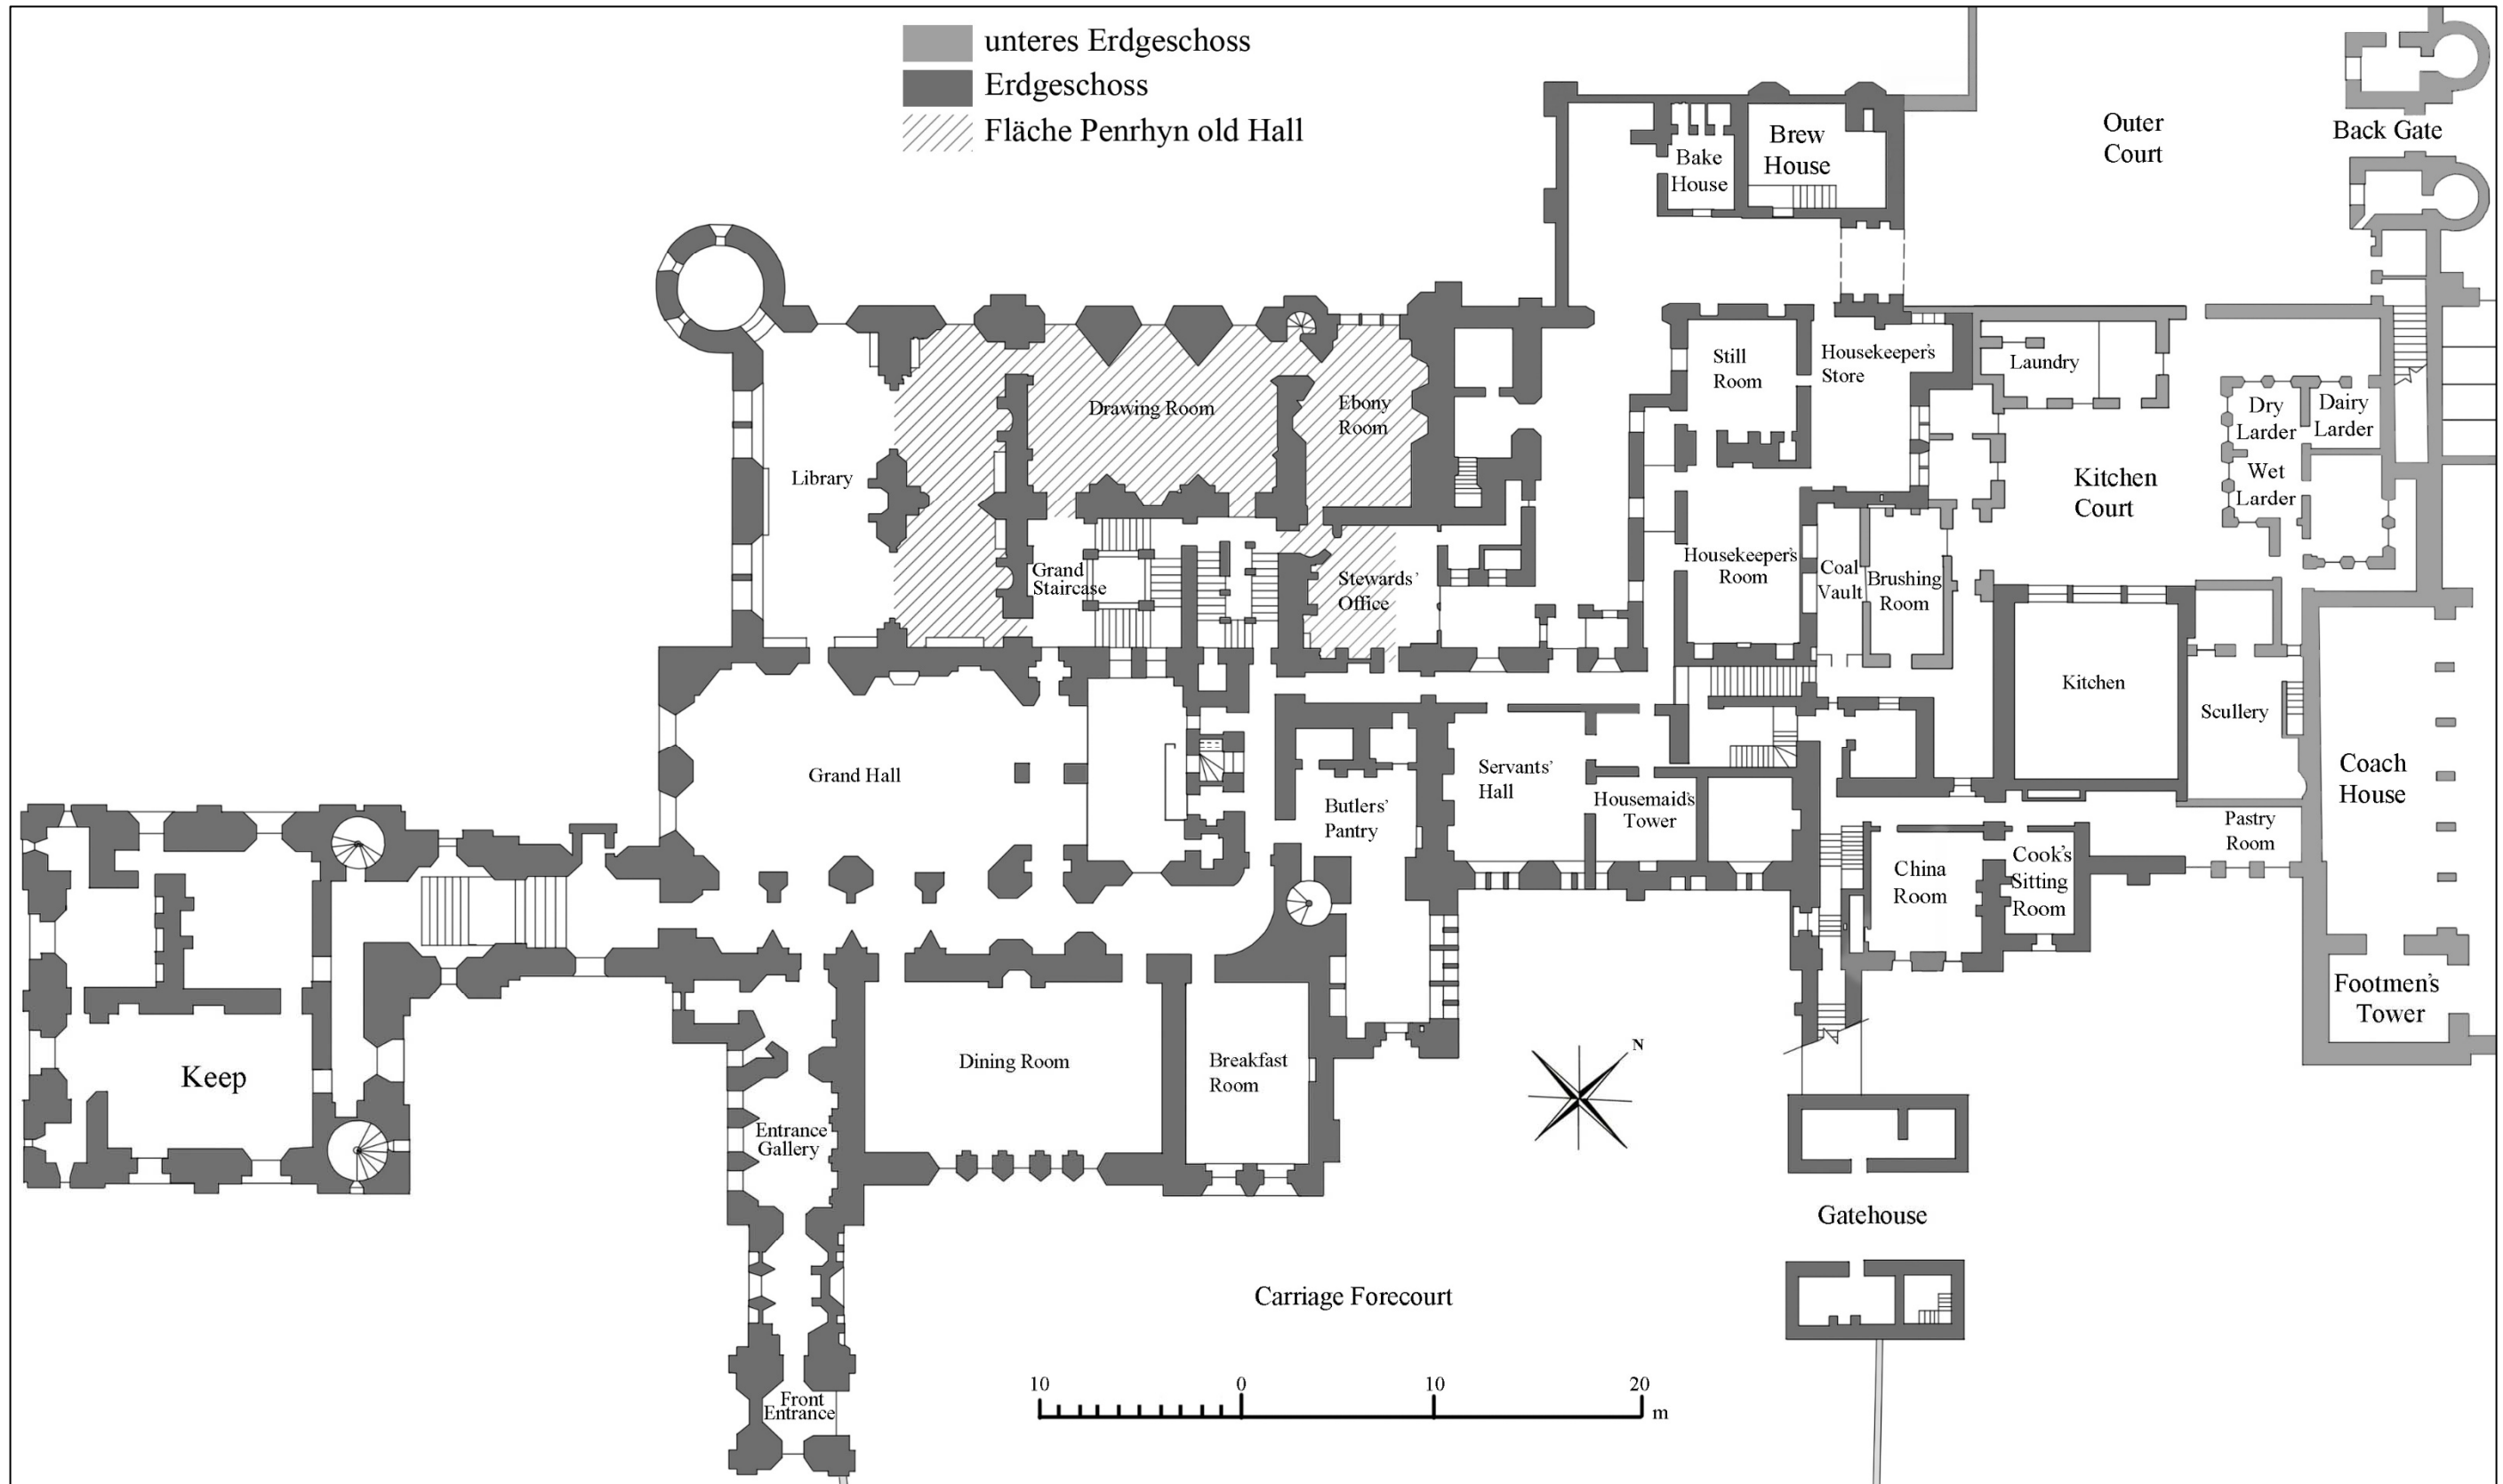 unteres Erdgeschoss
Erdgeschoss
Fläche Penrhyn old Hall
Outer
Court
Back Gate
Bake
House
Brew
House
Still
Room
Housekeeper's
Store
Laundry
Dry
Larder
Dairy
Larder
Wet
Larder
Kitchen
Court
Library
Drawing Room
Ebony
Room
Grand
Staircase
Stewards'
Office
Housekeeper's
Room
Coal
Vault
Brushing
Room
Kitchen
Scullery
Coach
House
Grand Hall
Butlers'
Pantry
Servants'
Hall
Housemaid's
Tower
Pastry
Room
China
Room
Cook's
Sitting
Room
Footmen's
Tower
Keep
Dining Room
Breakfast
Room
Entrance
Gallery
N
Gatehouse
Carriage Forecourt
Front
Entrance
10 0 10 20
m